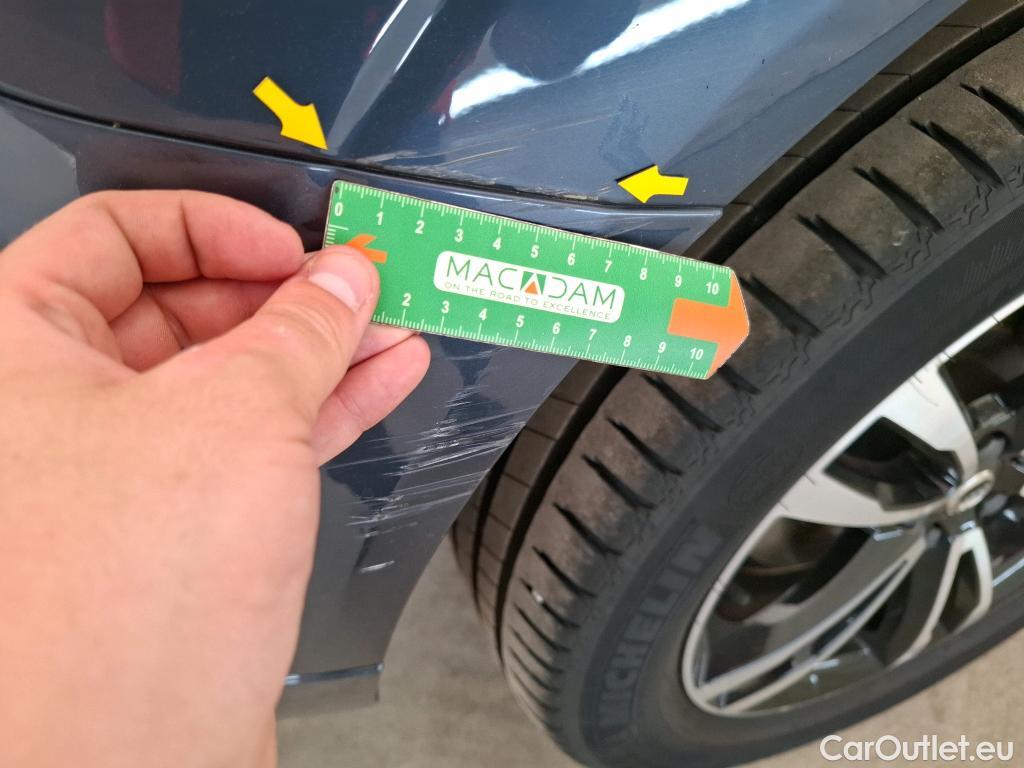 0 1 2 3 4 5 6 7 8 9 10
MACADAM
ON THE ROAD TO EXCELLENCE
2 3 4 5 6 7 8 9 10
MICHELIN
CarOutlet.eu